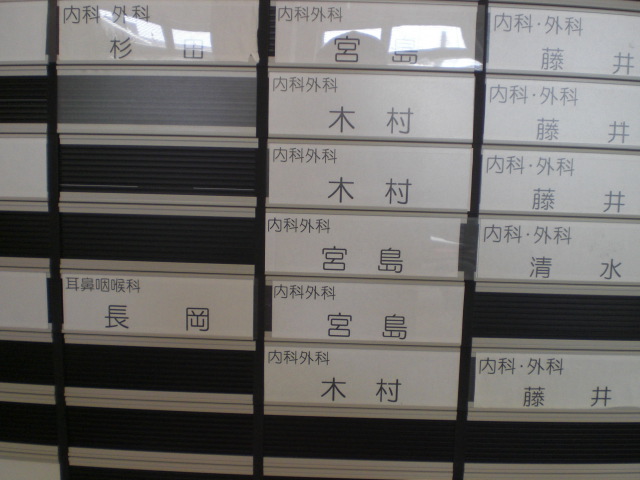 内科・外科
杉 山
内科外科
宮 島
内科・外科
藤 井
内科外科
木 村
内科・外科
藤 井
内科外科
木 村
内科・外科
藤 井
内科外科
宮 島
内科・外科
清 水
耳鼻咽喉科
長 岡
内科外科
宮 島
内科外科
木 村
内科・外科
藤 井